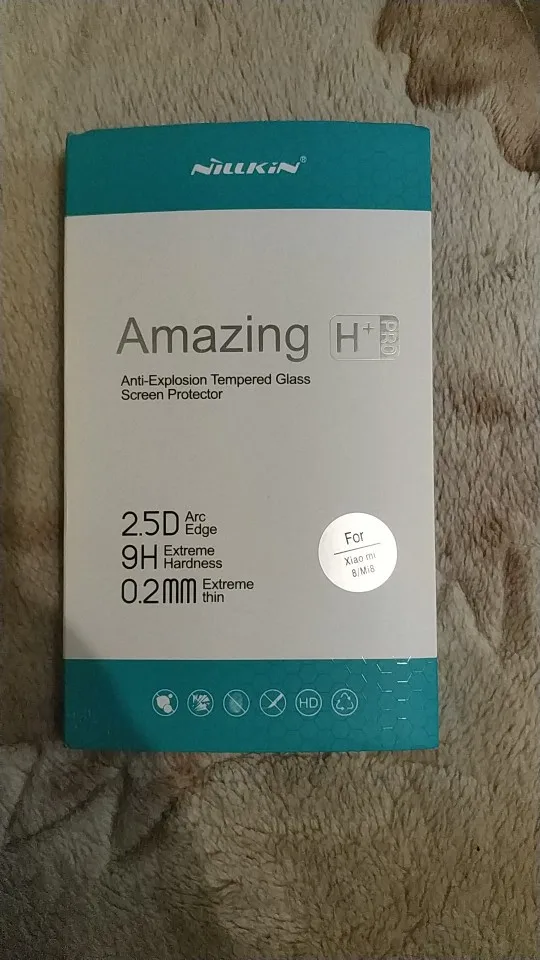 NILLKIN®
Amazing H+ PRO
Anti-Explosion Tempered Glass
Screen Protector
2.5D Arc Edge
9H Extreme Hardness
0.2mm Extreme thin
For
Xiao mi
8/Mi8
HD